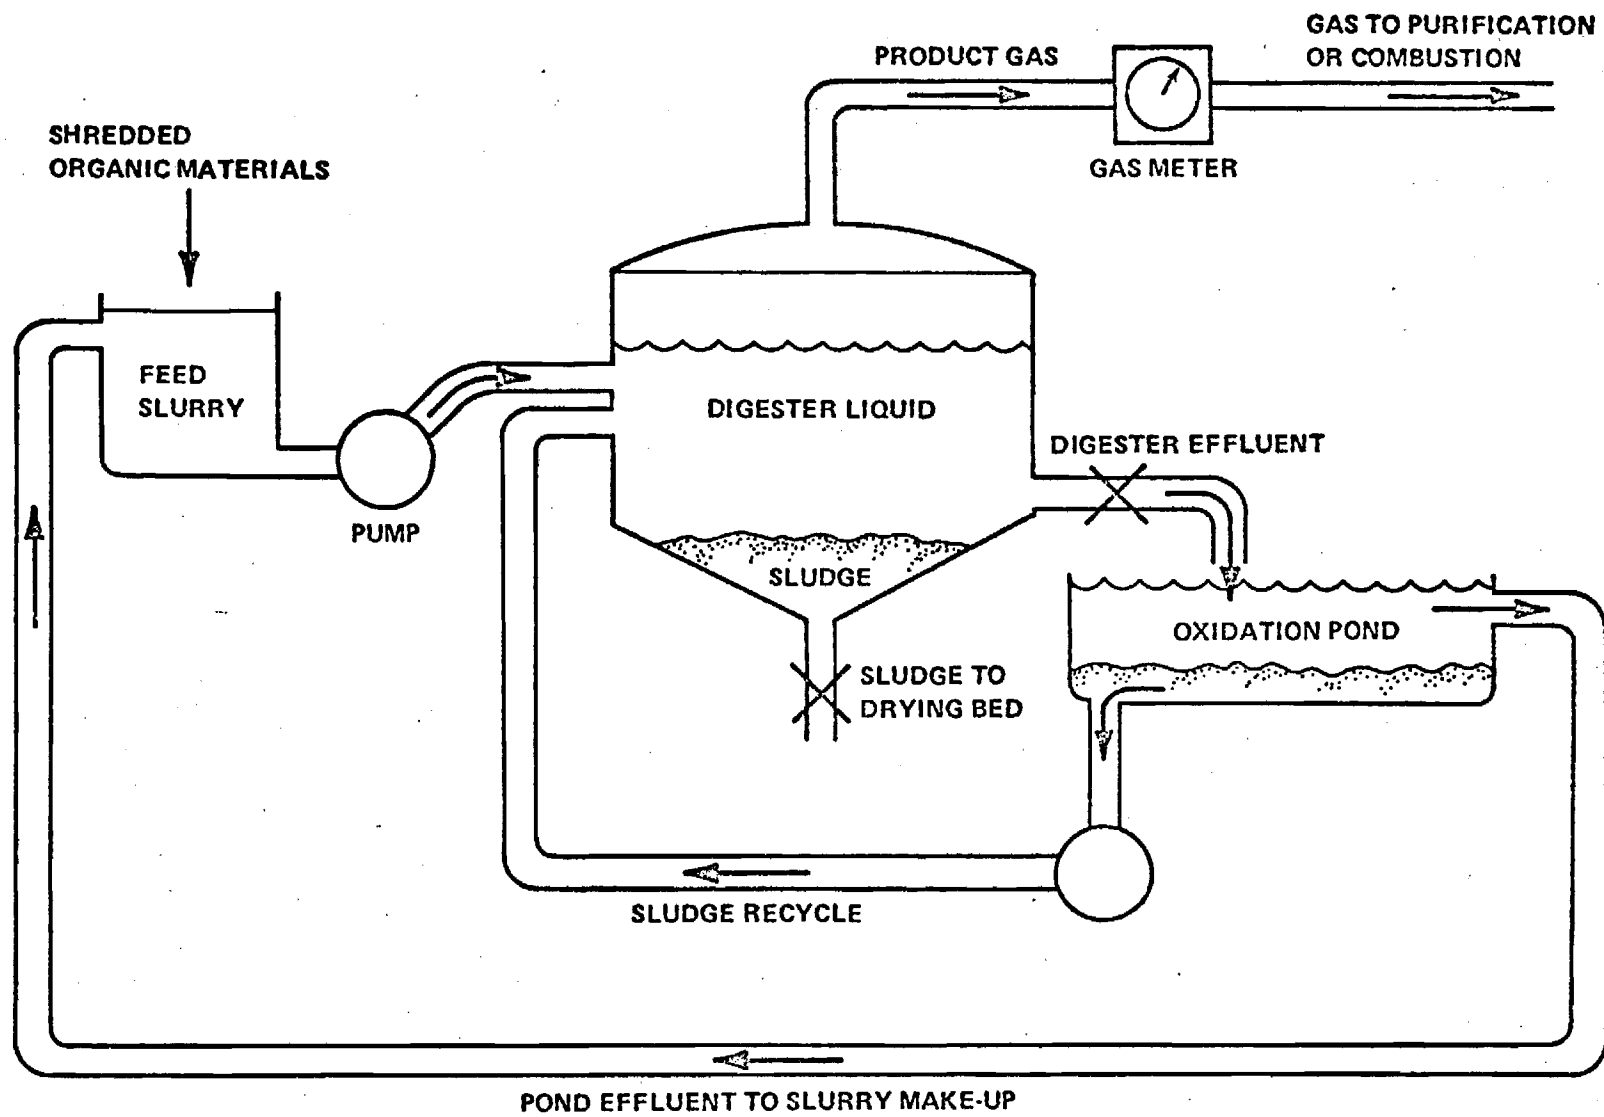 GAS TO PURIFICATION
OR COMBUSTION
PRODUCT GAS
GAS METER
SHREDDED
ORGANIC MATERIALS
FEED
SLURRY
PUMP
DIGESTER LIQUID
DIGESTER EFFLUENT
SLUDGE
OXIDATION POND
SLUDGE TO
DRYING BED
SLUDGE RECYCLE
POND EFFLUENT TO SLURRY MAKE-UP